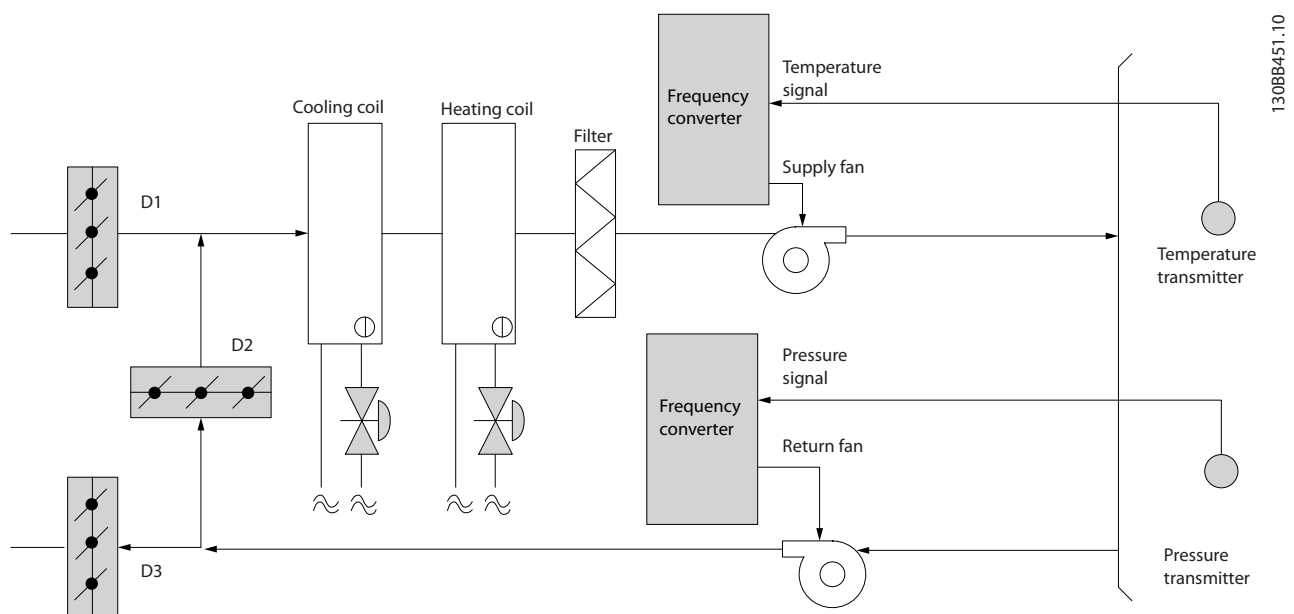 130BB451.10
Temperature
signal
Frequency
converter
Cooling coil
Heating coil
Filter
Supply fan
D1
Temperature
transmitter
D2
Pressure
signal
Frequency
converter
Return fan
D3
Pressure
transmitter